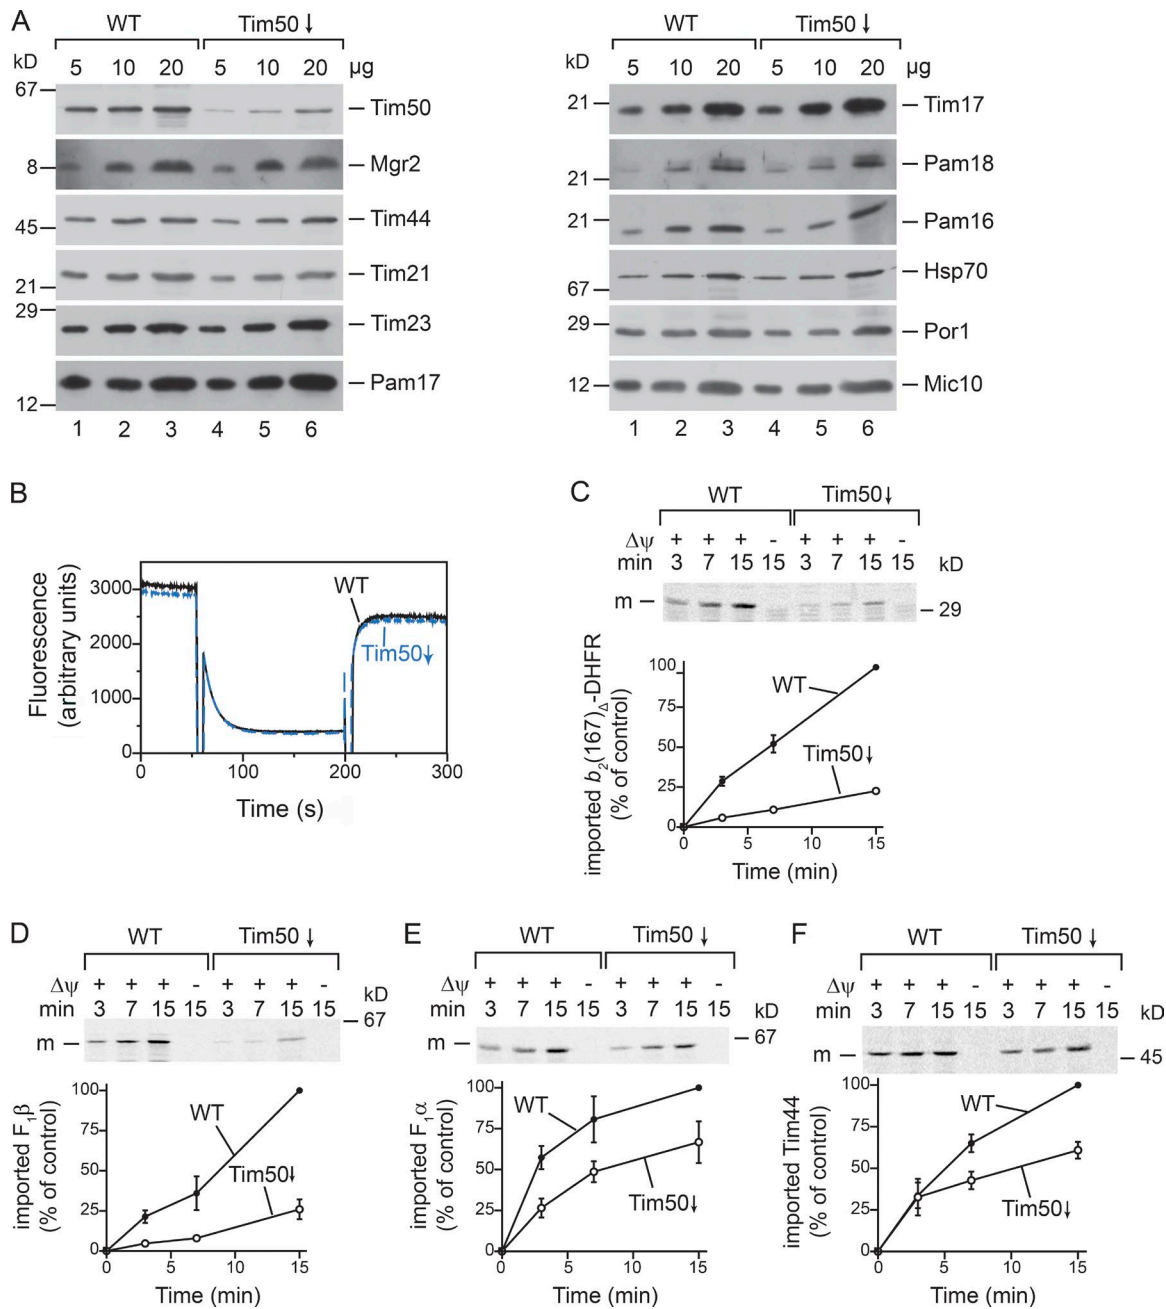 A
WT Tim50↓
kD 5 10 20 5 10 20 µg
67
Tim50
8 Mgr2
45 Tim44
21 Tim21
29
Tim23
Pam17
12
1 2 3 4 5 6
WT Tim50↓
kD 5 10 20 5 10 20 µg
21 Tim17
Pam18
21
21 Pam16
Hsp70
67
29 Por1
12 Mic10
1 2 3 4 5 6
B
Fluorescence
(arbitrary units)
3000
2000
1000
0
WT
Tim50↓
0 100 200 300
Time (s)
C
WT Tim50↓
Δψ + + + - + + + -
min 3 7 15 15 3 7 15 15 kD
m 29
imported b2(167)Δ-DHFR
(% of control)
100
75
50
25
0
WT
Tim50↓
0 5 10 15
Time (min)
D
WT Tim50↓
Δψ + + + - + + + -
min 3 7 15 15 3 7 15 15 kD
67
m
imported F1β
(% of control)
100
75
50
25
0
WT
Tim50↓
0 5 10 15
Time (min)
E
WT Tim50↓
Δψ + + + - + + + -
min 3 7 15 15 3 7 15 15 kD
67
m
imported F1α
(% of control)
100
75
50
25
0
WT
Tim50↓
0 5 10 15
Time (min)
F
WT Tim50↓
Δψ + + + - + + + -
min 3 7 15 15 3 7 15 15 kD
m 45
imported Tim44
(% of control)
100
75
50
25
0
WT
Tim50↓
0 5 10 15
Time (min)